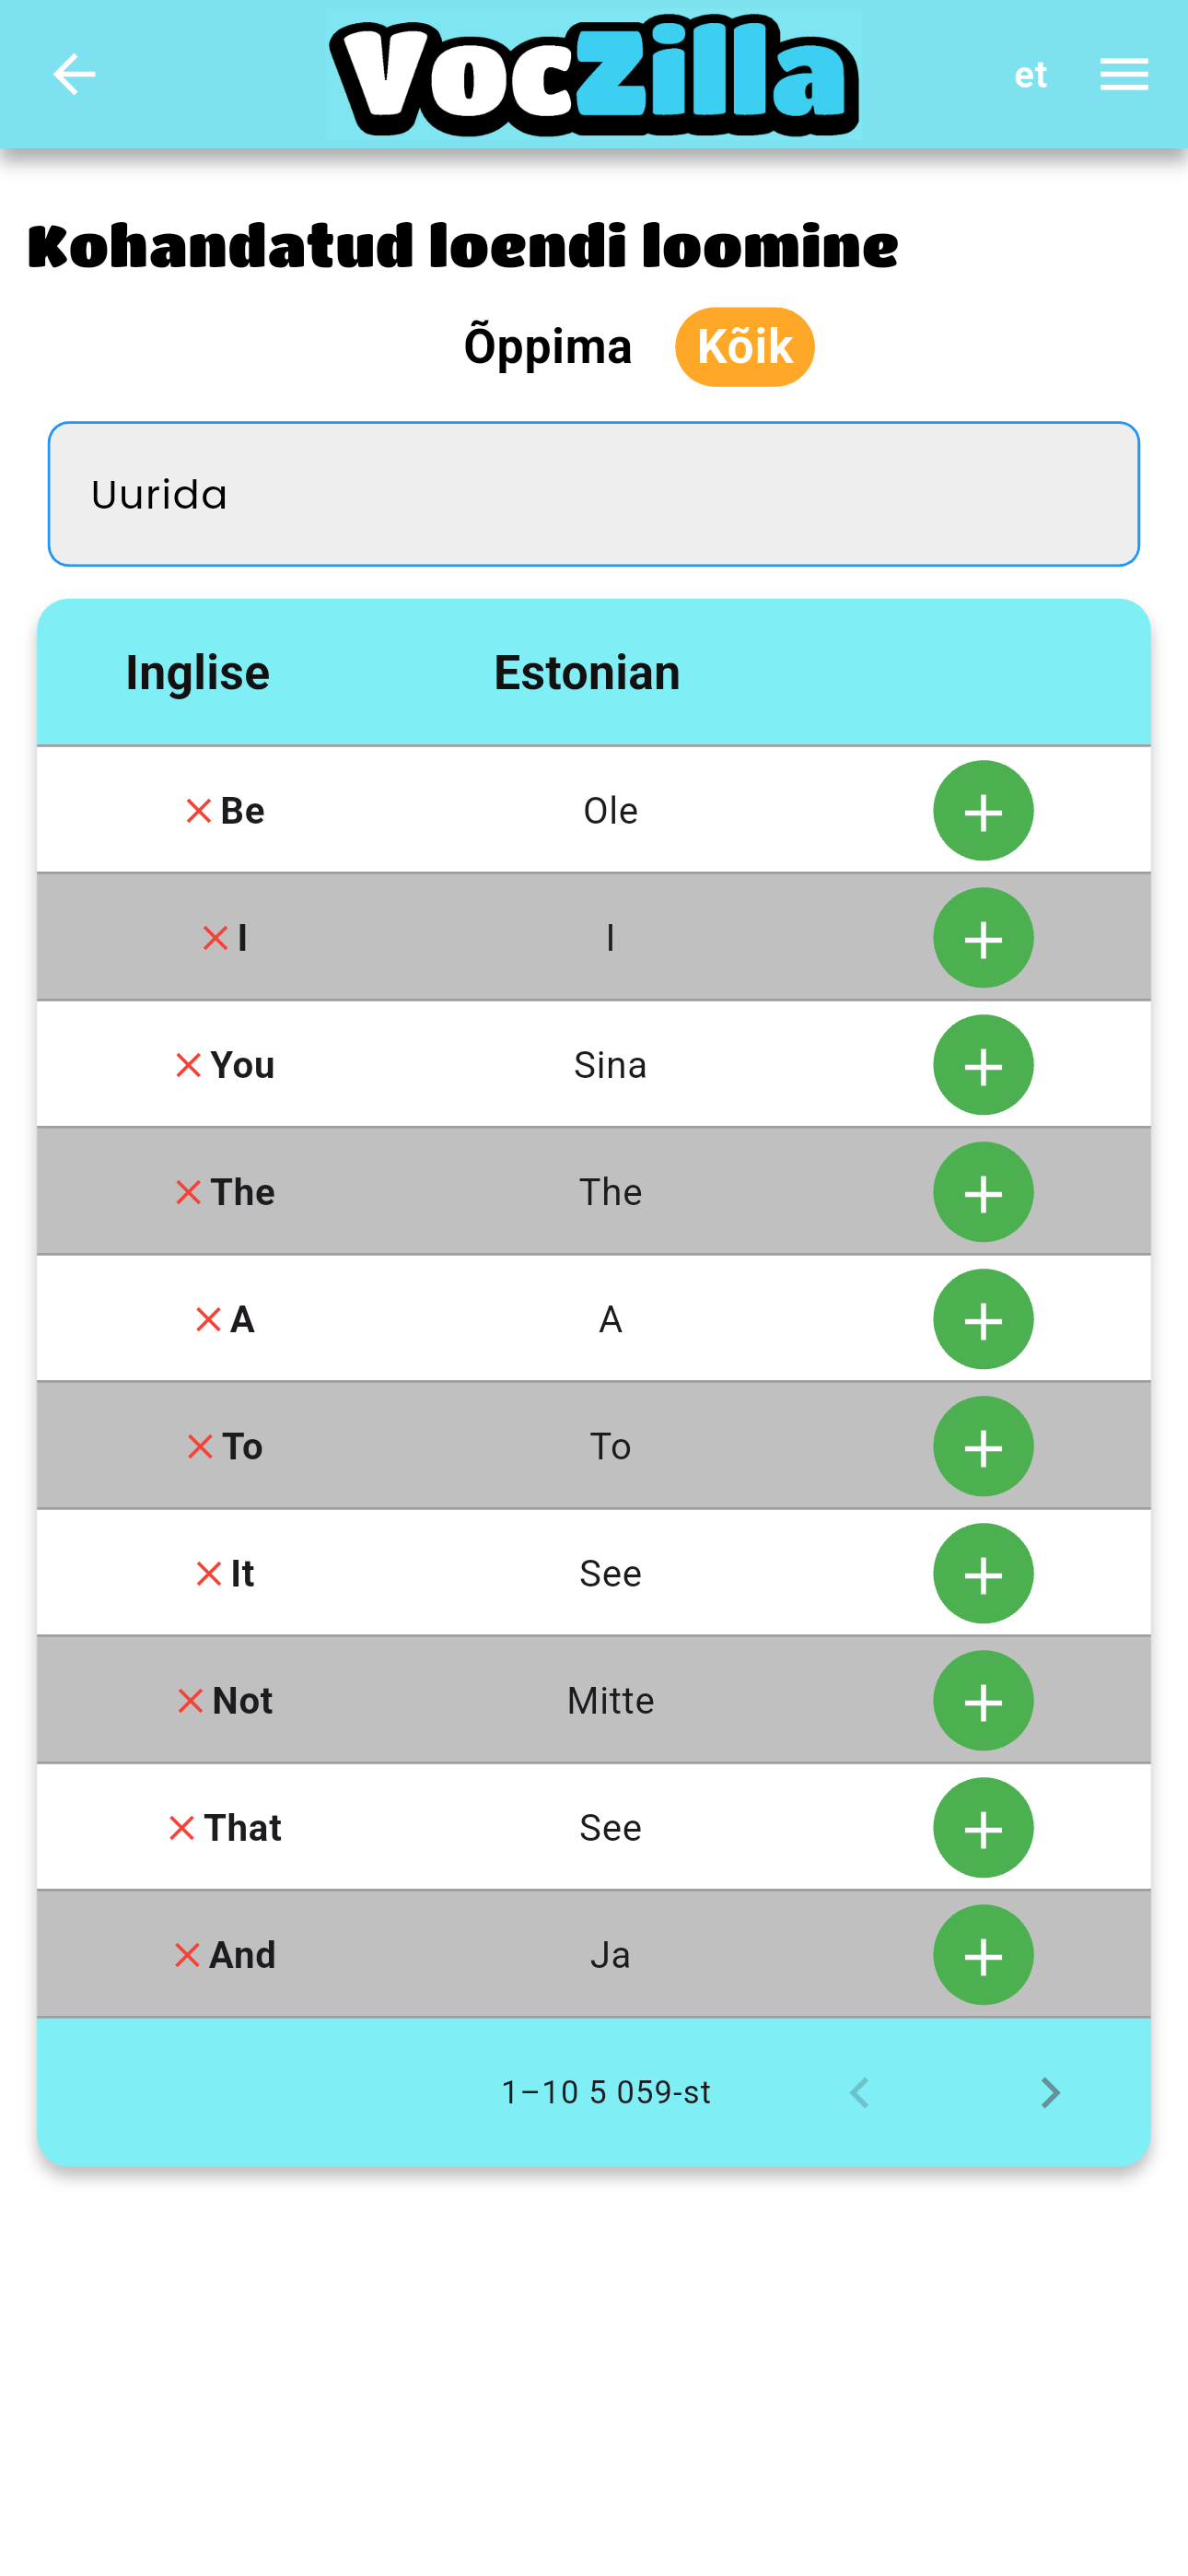 VocZilla
et
Kohandatud loendi loomine
Õppima Kõik
Uurida
Inglise Estonian
Be Ole
I I
You Sina
The The
A A
To To
It See
Not Mitte
That See
And Ja
1–10 5 059-st